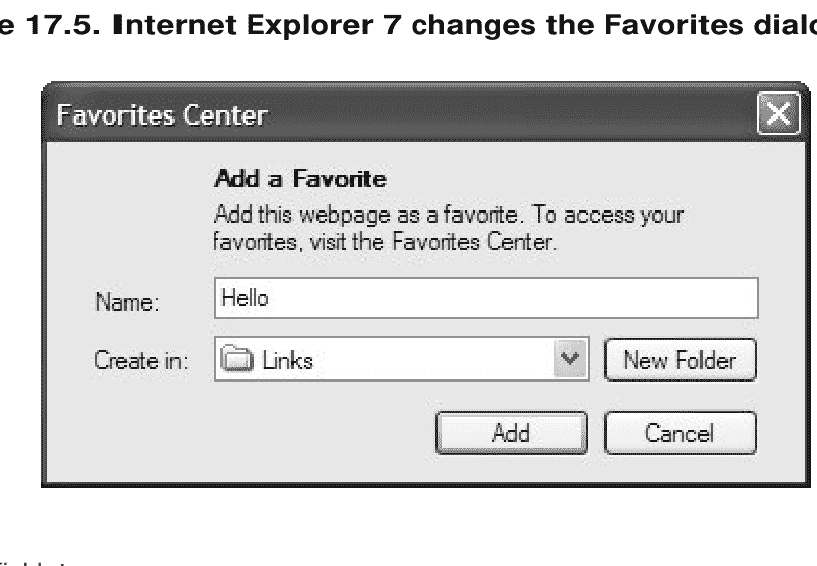 e 17.5. Internet Explorer 7 changes the Favorites dialo
Favorites Center
Add a Favorite
Add this webpage as a favorite. To access your
favorites, visit the Favorites Center.
Name: Hello
Create in: Links New Folder
Add Cancel